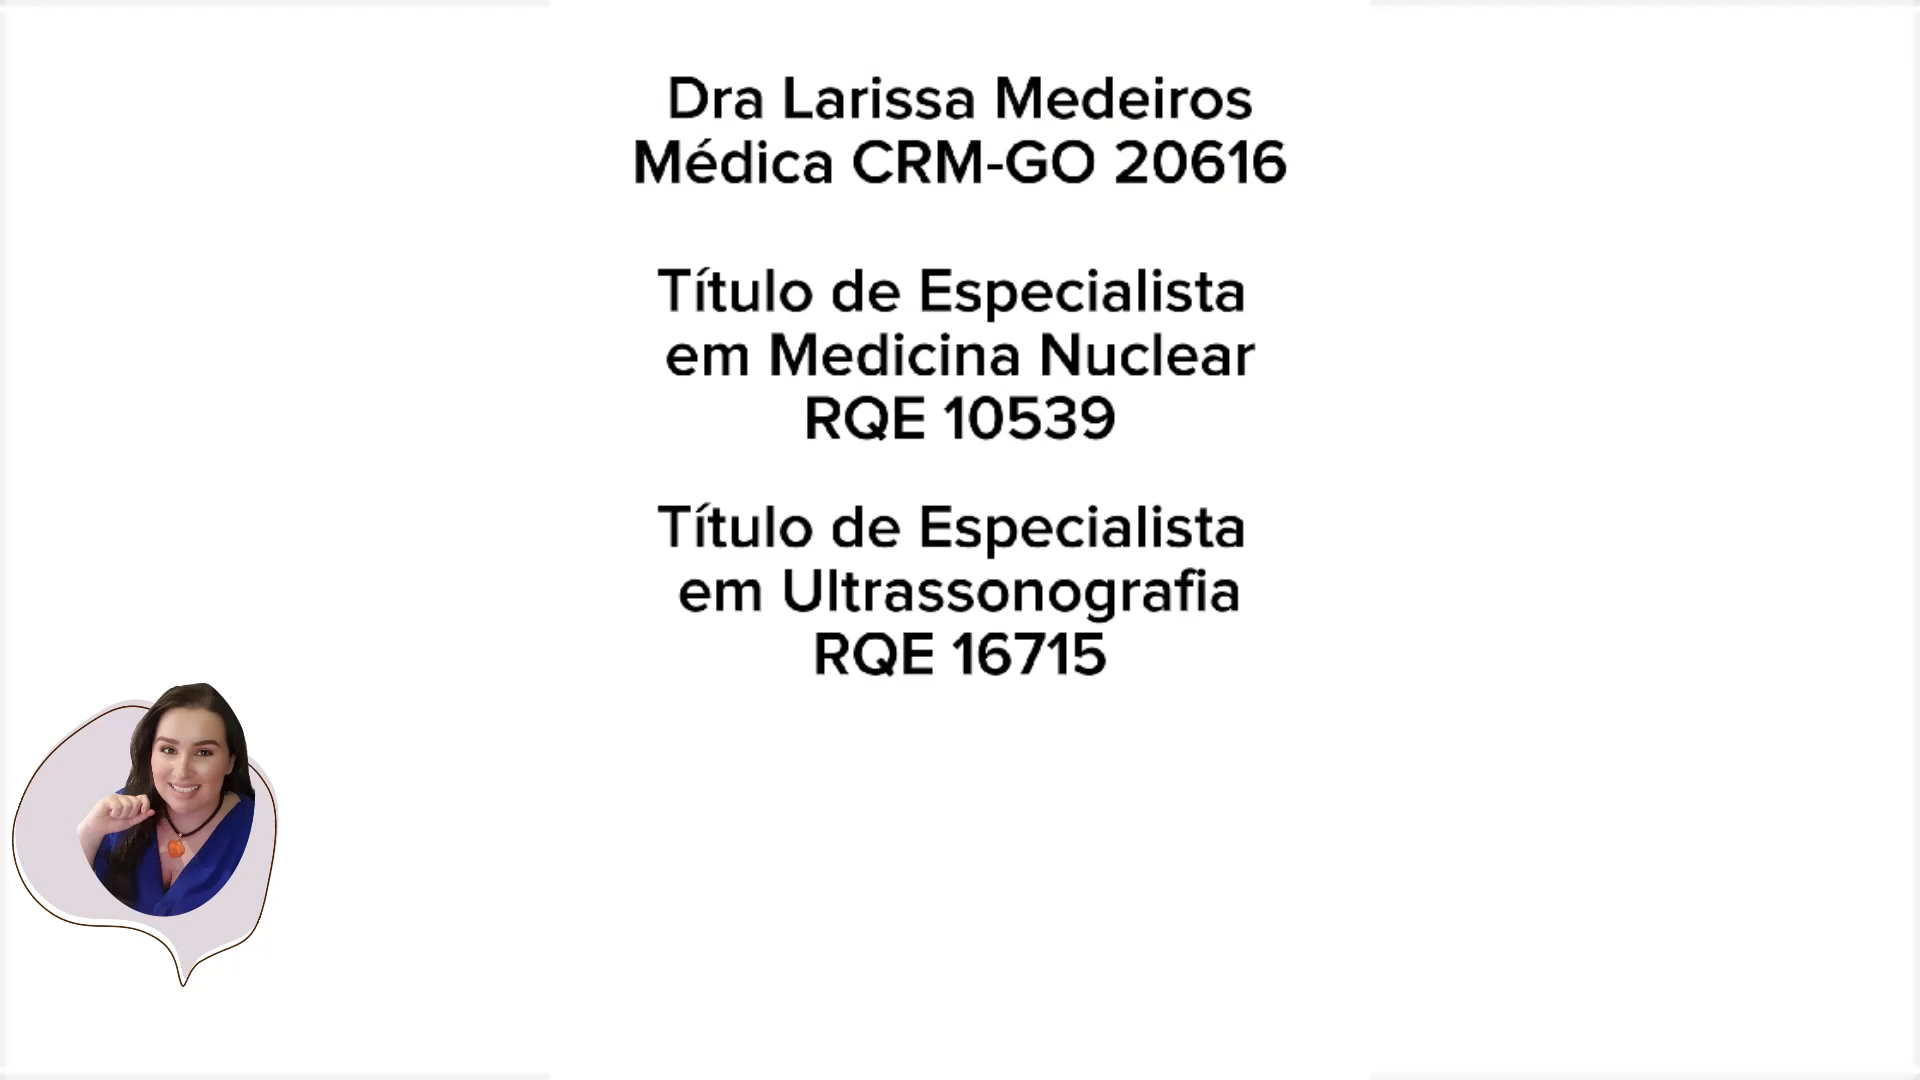 Dra Larissa Medeiros
Médica CRM-GO 20616
Título de Especialista
em Medicina Nuclear
RQE 10539
Título de Especialista
em Ultrassonografia
RQE 16715